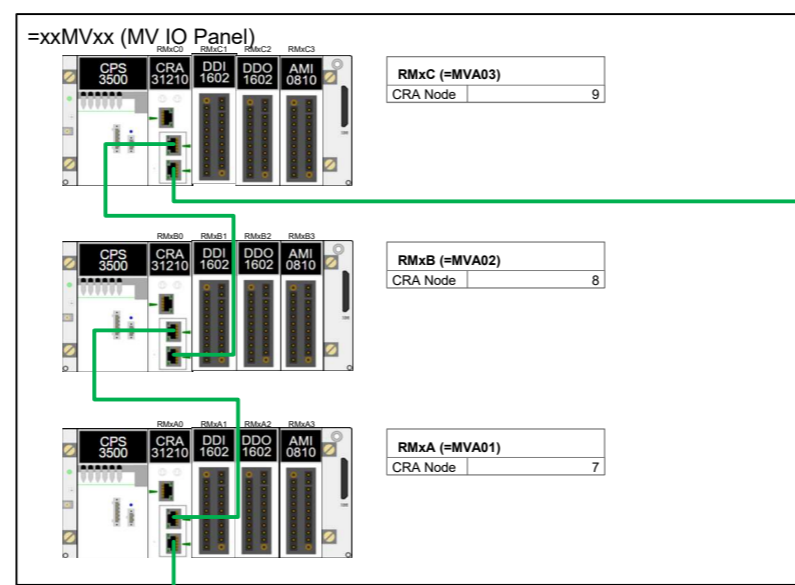 =xxMVxx (MV IO Panel)
RMxC0 RMxC1 RMxC2 RMxC3
CPS 3500 CRA 31210 DDI 1602 DDO 1602 AMI 0810
RMxC (=MVA03)
CRA Node 9
RMxB0 RMxB1 RMxB2 RMxB3
CPS 3500 CRA 31210 DDI 1602 DDO 1602 AMI 0810
RMxB (=MVA02)
CRA Node 8
RMxA0 RMxA1 RMxA2 RMxA3
CPS 3500 CRA 31210 DDI 1602 DDO 1602 AMI 0810
RMxA (=MVA01)
CRA Node 7